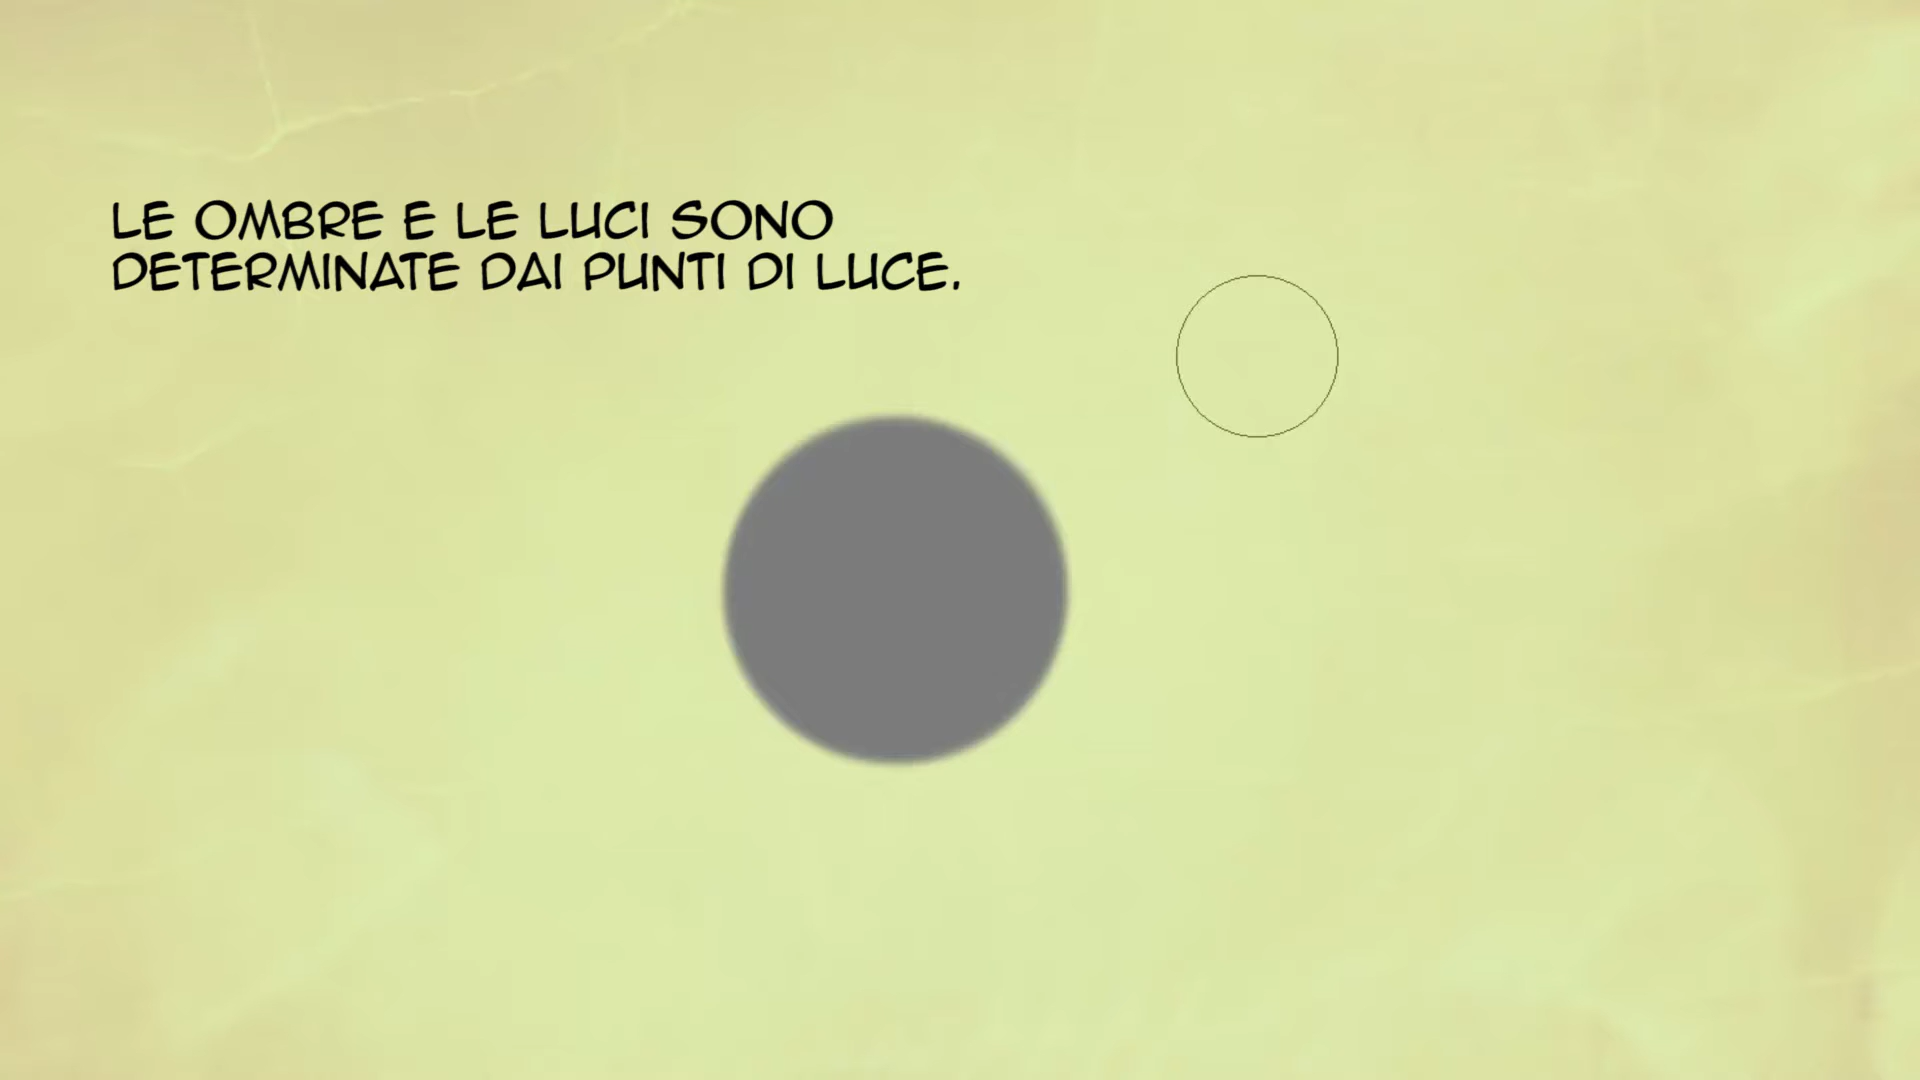 LE OMBRE E LE LUCI SONO
DETERMINATE DAI PUNTI DI LUCE.